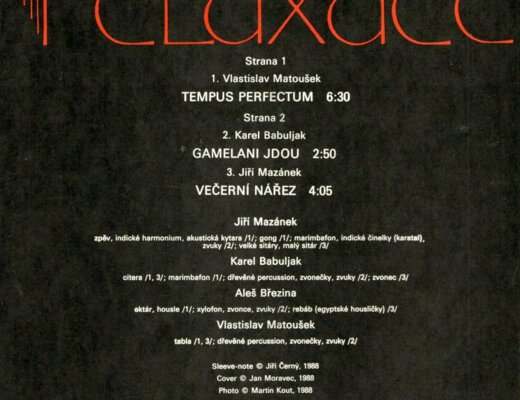 relaxace
Strana 1
1. Vlastislav Matoušek
TEMPUS PERFECTUM 6:30
Strana 2
2. Karel Babuljak
GAMELANI JDOU 2:50
3. Jiří Mazánek
VEČERNÍ NÁŘEZ 4:05
Jiří Mazánek
zpěv, indické harmonium, akustická kytara /1/; gong /1/; marimbafon, indické činelky (karatal),
zvuky /2/; velké sitáry, malý sitár /3/
Karel Babuljak
citera /1, 3/; marimbafon /1/; dřevěné percussion, zvonečky, zvuky /2/; zvonec /3/
Aleš Březina
ektár, housle /1/; xylofon, zvonce, zvuky /2/; rebáb (egyptské housličky) /3/
Vlastislav Matoušek
tabla /1, 3/; dřevěné percussion, zvonečky, zvuky /2/
Sleeve-note © Jiří Černý, 1988
Cover © Jan Moravec, 1988
Photo © Martin Kout, 1988